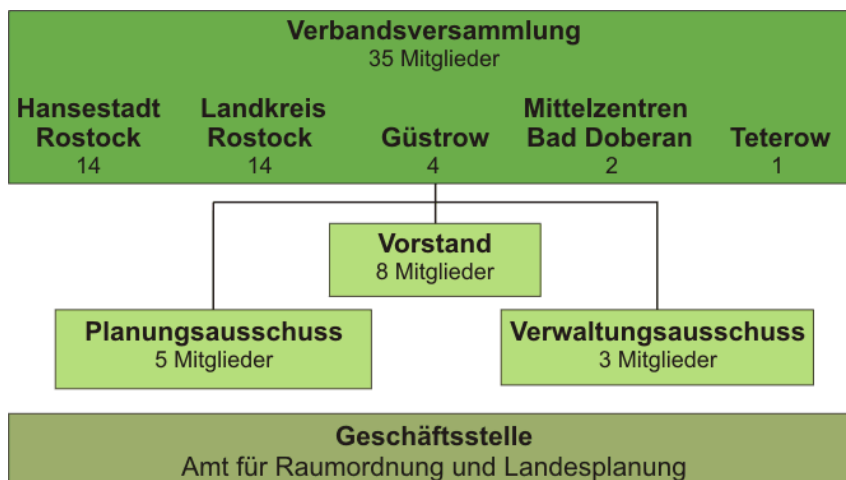 Verbandsversammlung
35 Mitglieder
Hansestadt
Rostock
14
Landkreis
Rostock
14
Güstrow
4
Mittelzentren
Bad Doberan
2
Teterow
1
Vorstand
8 Mitglieder
Planungsausschuss
5 Mitglieder
Verwaltungsausschuss
3 Mitglieder
Geschäftsstelle
Amt für Raumordnung und Landesplanung